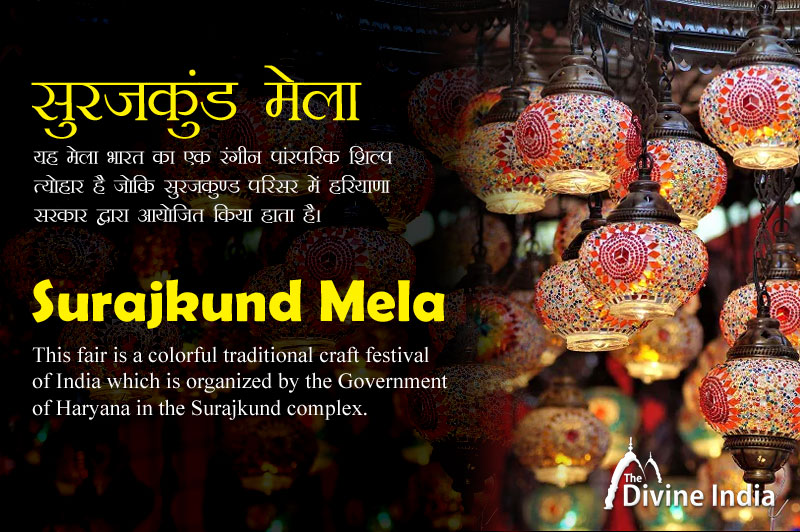 सुरजकुंड मेला
यह मेला भारत का एक रंगीन पांरपरिक शिल्प
त्योहार है जोकि सुरजकुण्ड परिसर में हरियाणा
सरकार द्वारा आयोजित किया हाता है।
Surajkund Mela
This fair is a colorful traditional craft festival
of India which is organized by the Government
of Haryana in the Surajkund complex.
The
Divine India